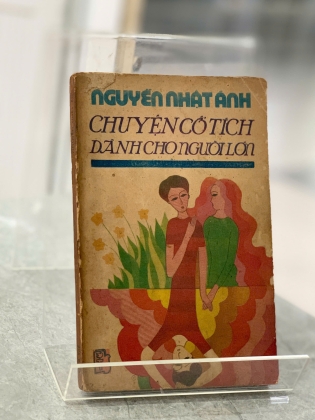 NGUYỄN NHẬT ÁNH
CHUYỆN CỔ TÍCH
DÀNH CHO NGƯỜI LỚN